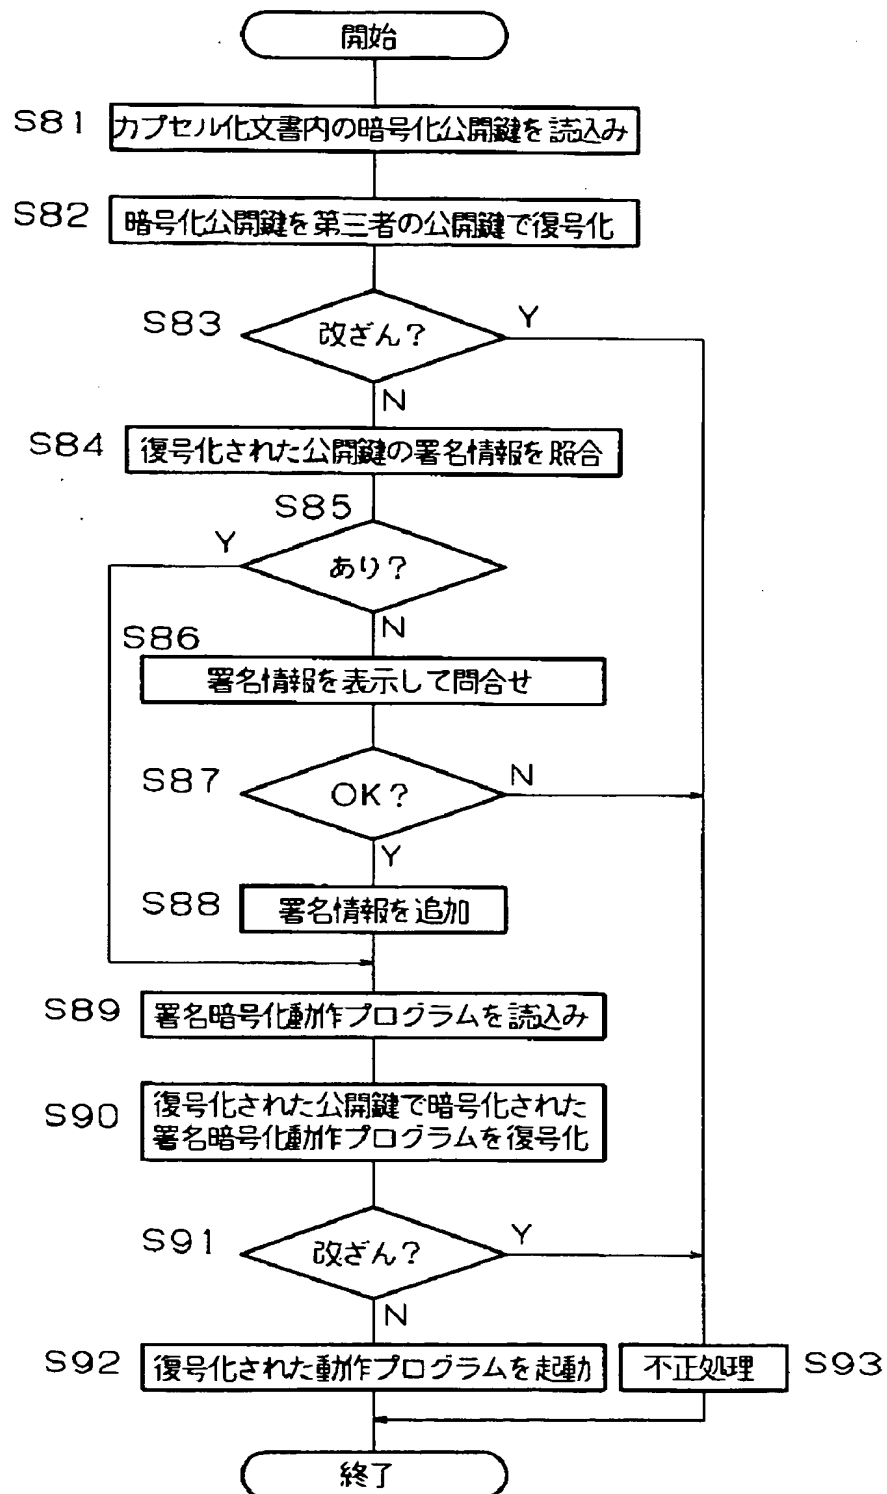 開始
S81 カプセル化文書内の暗号化公開鍵を読込み
S82 暗号化公開鍵を第三者の公開鍵で復号化
S83 改ざん? Y
N
S84 復号化された公開鍵の署名情報を照合
S85
Y あり?
N
S86
署名情報を表示して問合せ
S87 OK? N
Y
S88 署名情報を追加
S89 署名暗号化動作プログラムを読込み
S90 復号化された公開鍵で暗号化された
署名暗号化動作プログラムを復号化
S91 改ざん? Y
N
S92 復号化された動作プログラムを起動 不正処理 S93
終了